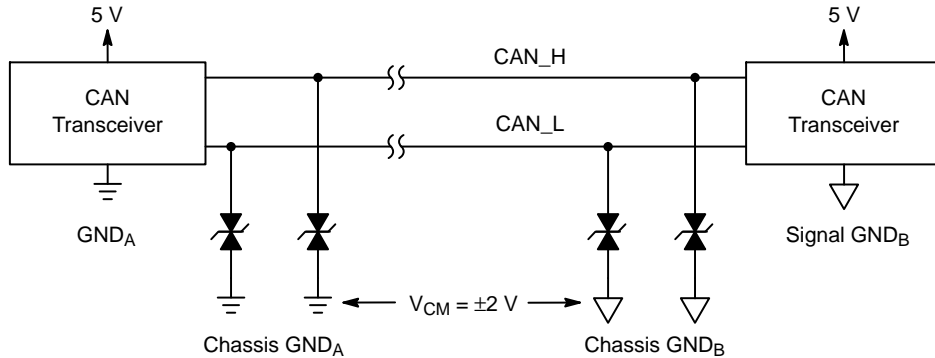 5 V
5 V
CAN_H
CAN
Transceiver
CAN
Transceiver
CAN_L
GND_A
Signal GND_B
V_CM = ±2 V
Chassis GND_A
Chassis GND_B